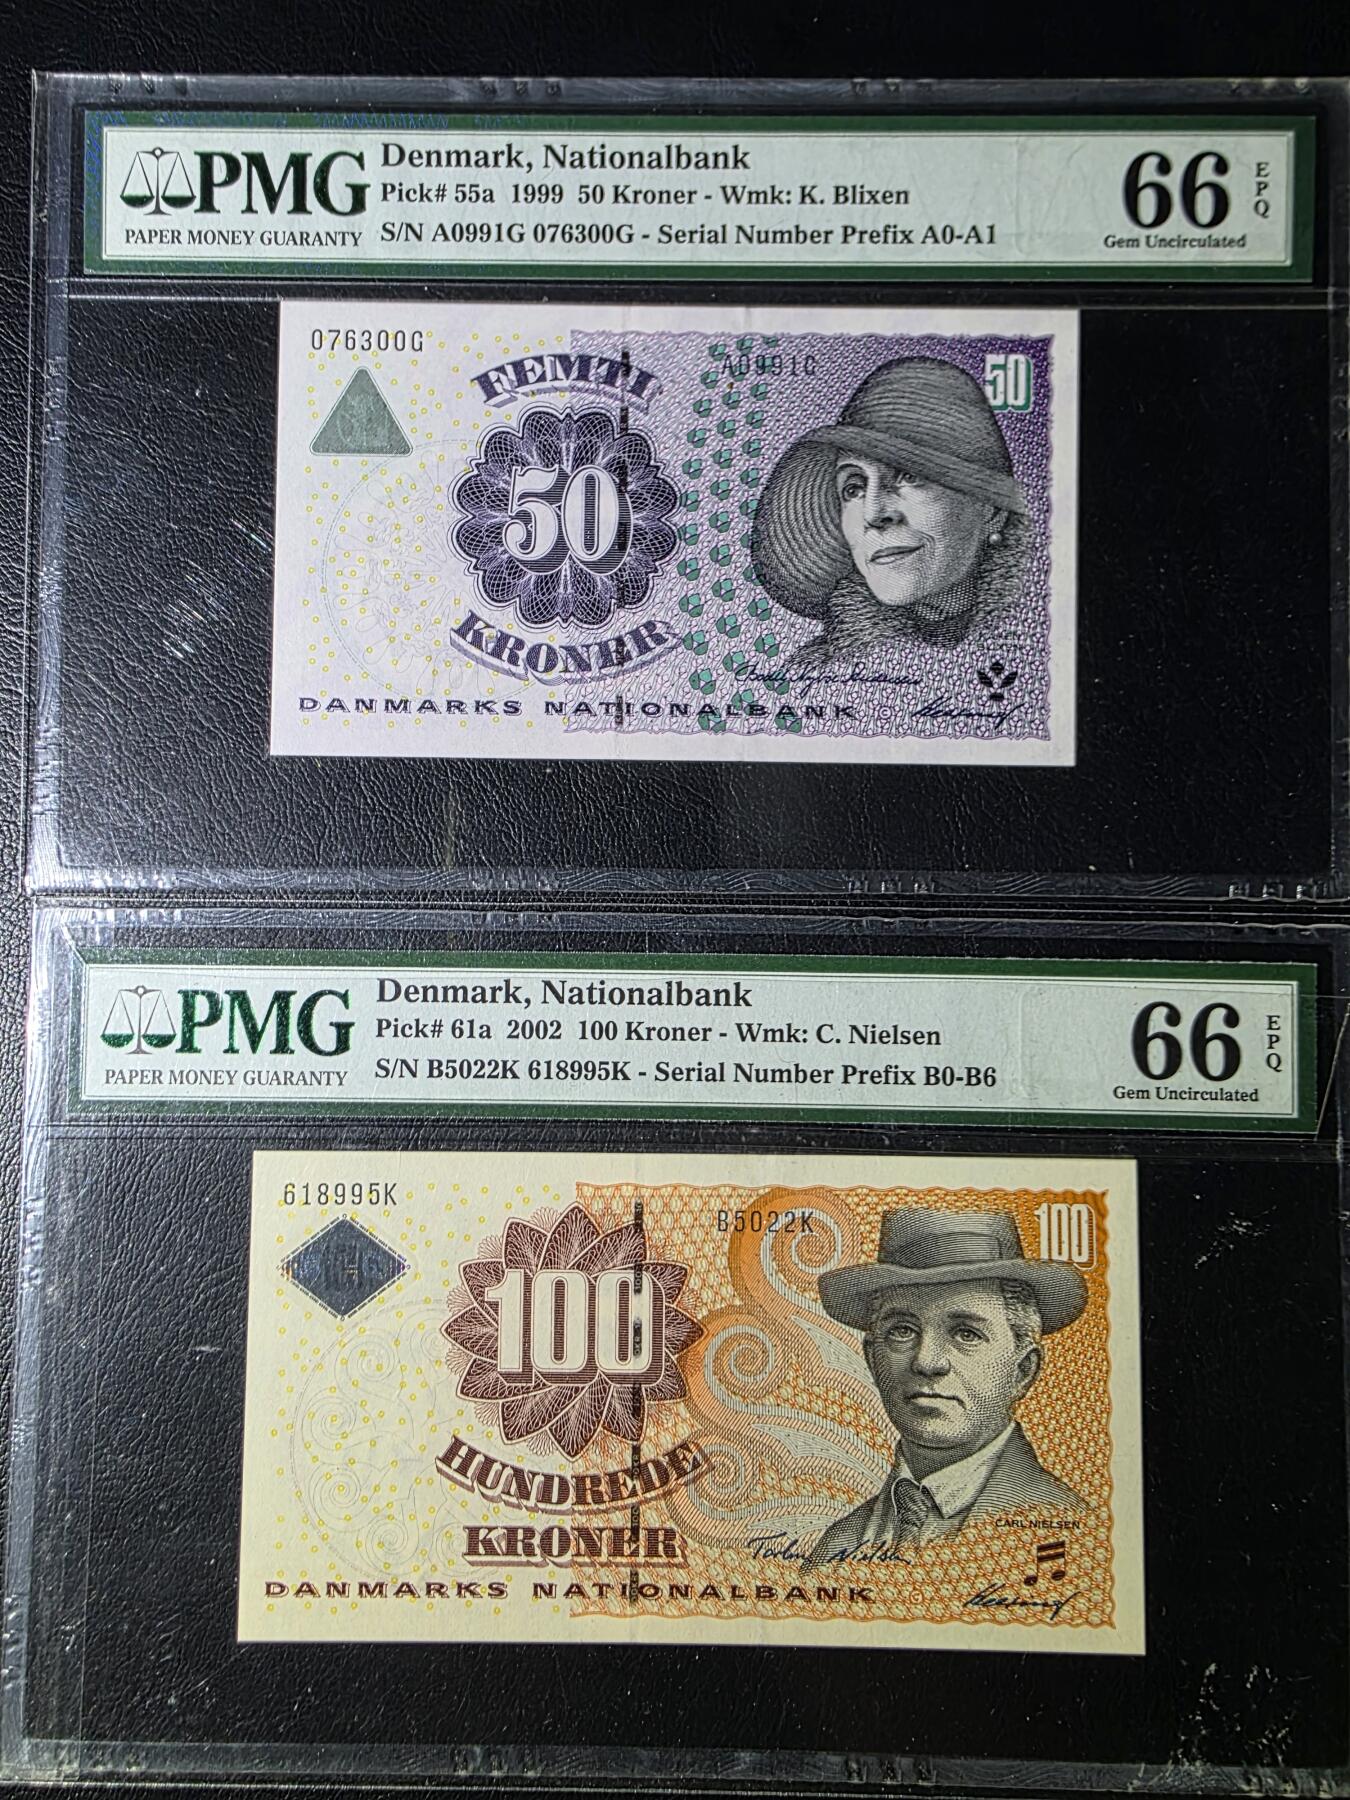 PMG
PAPER MONEY GUARANTY
Denmark, Nationalbank
Pick# 55a 1999 50 Kroner - Wmk: K. Blixen
S/N A0991G 076300G - Serial Number Prefix A0-A1
66
EPQ
Gem Uncirculated
076300G
FEMTI
A0991G
50
50
KRONER
DANMARKS NATIONALBANK
PMG
PAPER MONEY GUARANTY
Denmark, Nationalbank
Pick# 61a 2002 100 Kroner - Wmk: C. Nielsen
S/N B5022K 618995K - Serial Number Prefix B0-B6
66
EPQ
Gem Uncirculated
618995K
B5022K
100
100
HUNDREDE
KRONER
CARL NIELSEN
DANMARKS NATIONALBANK